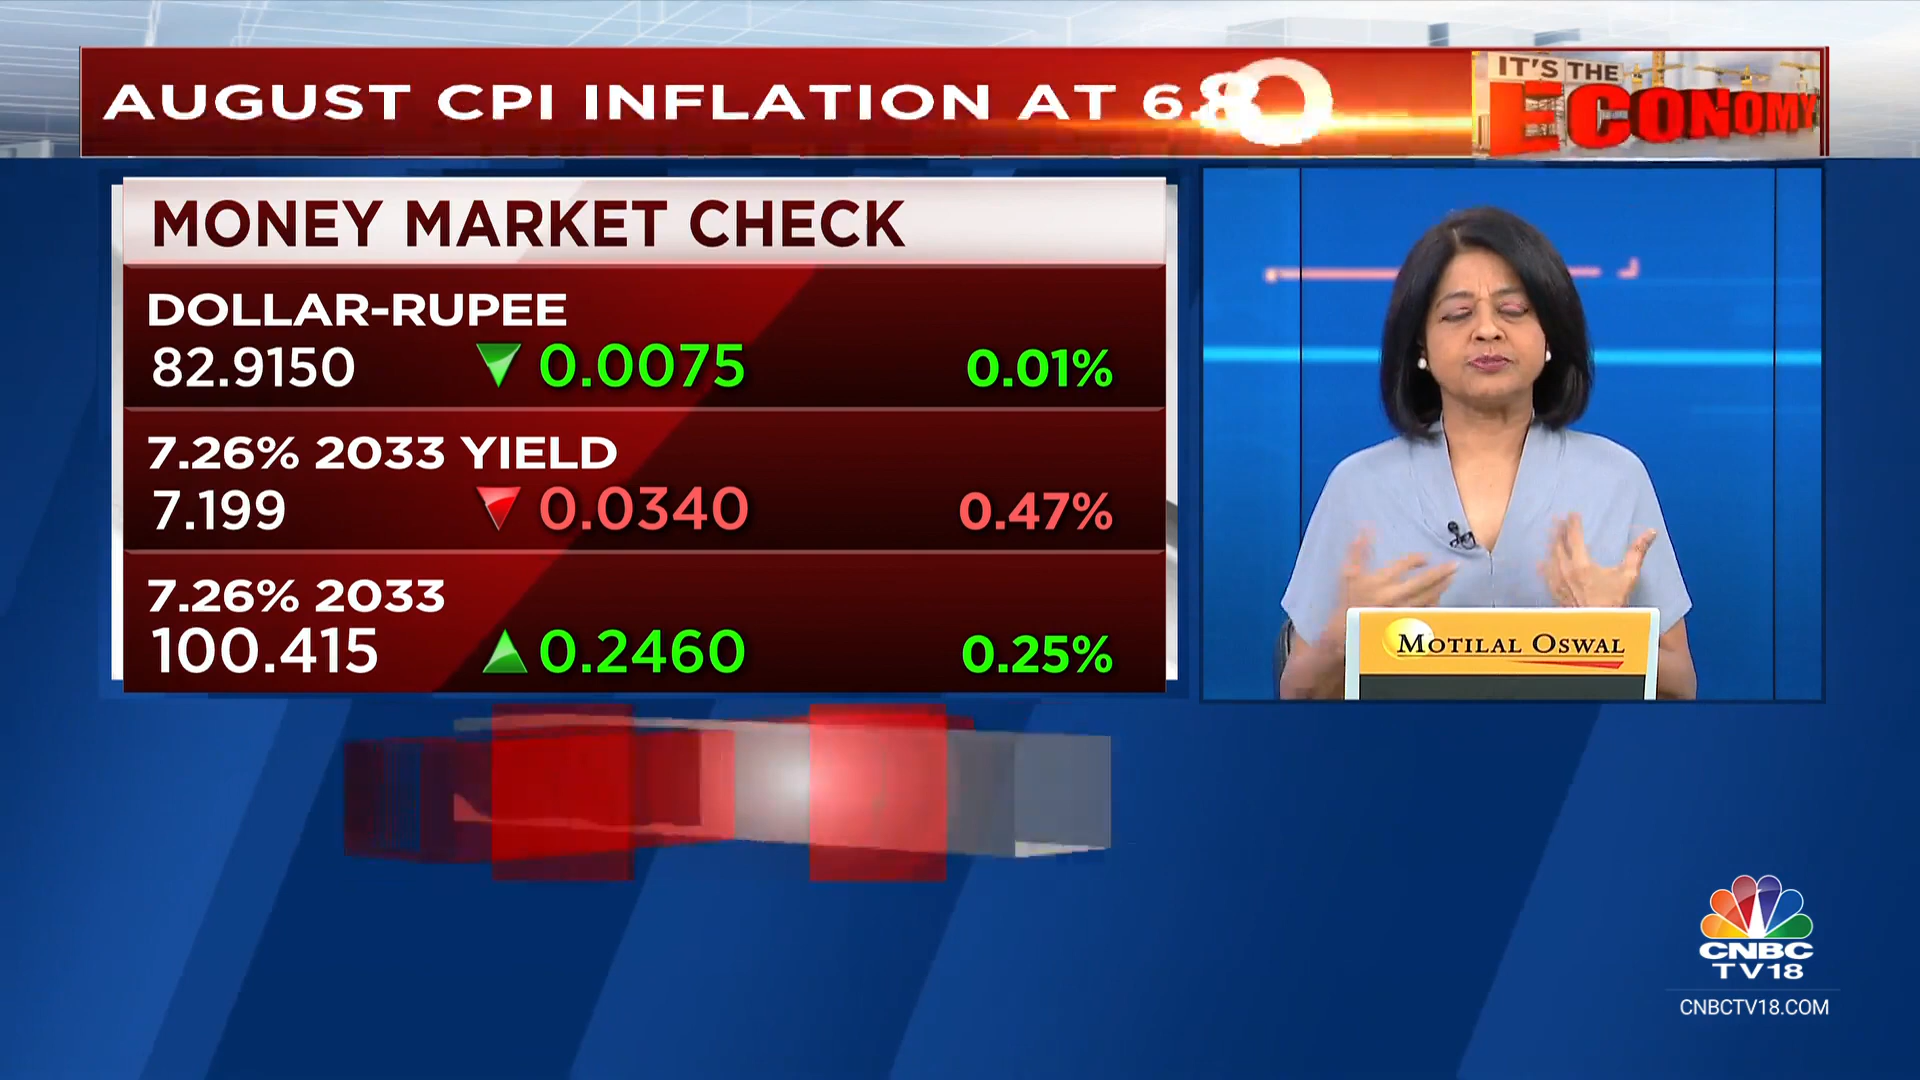 AUGUST CPI INFLATION AT 6.8
IT'S THE
ECONOMY
MONEY MARKET CHECK
DOLLAR-RUPEE
82.9150 0.0075 0.01%
7.26% 2033 YIELD
7.199 0.0340 0.47%
7.26% 2033
100.415 0.2460 0.25%
MOTILAL OSWAL
CNBC
TV18
CNBCTV18.COM